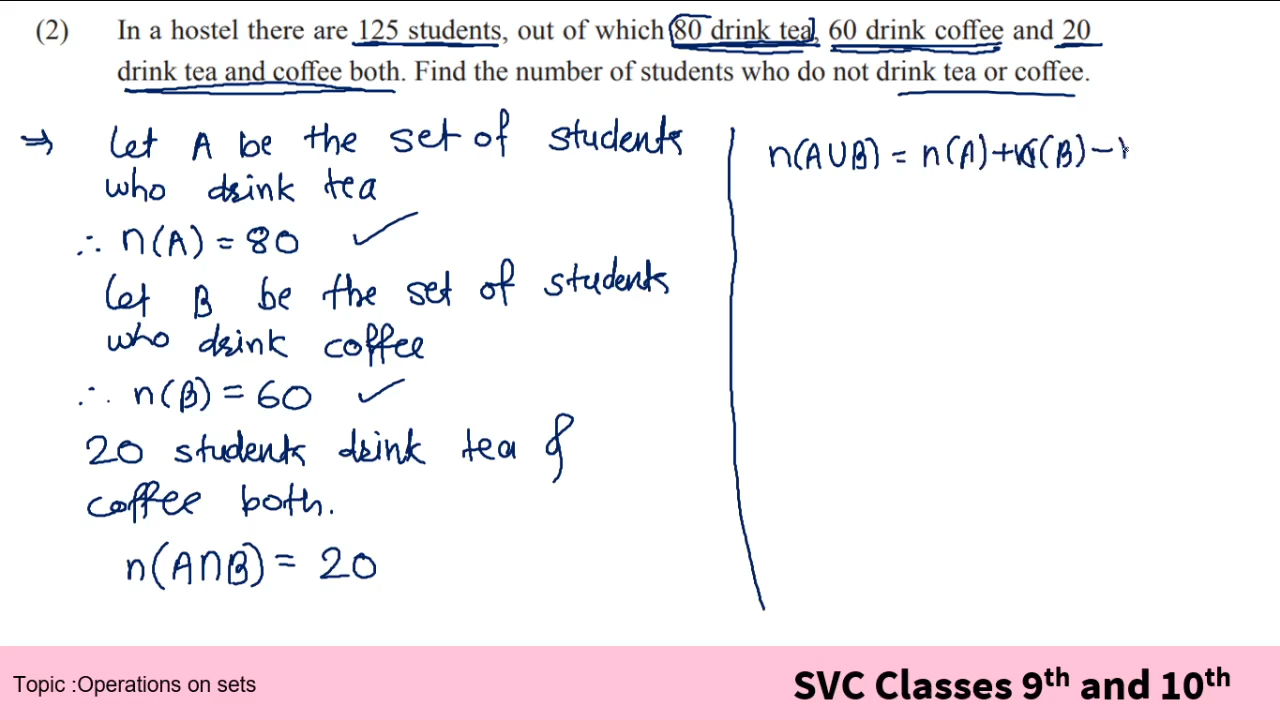 (2) In a hostel there are 125 students, out of which 80 drink tea, 60 drink coffee and 20
drink tea and coffee both. Find the number of students who do not drink tea or coffee.
⇒ Let A be the set of students
who drink tea
∴ n(A) = 80 ✓
Let B be the set of students
who drink coffee
∴ n(B) = 60 ✓
20 students drink tea &
coffee both.
n(A∩B) = 20
n(A∪B) = n(A)+n(B)−
Topic :Operations on sets
SVC Classes 9th and 10th